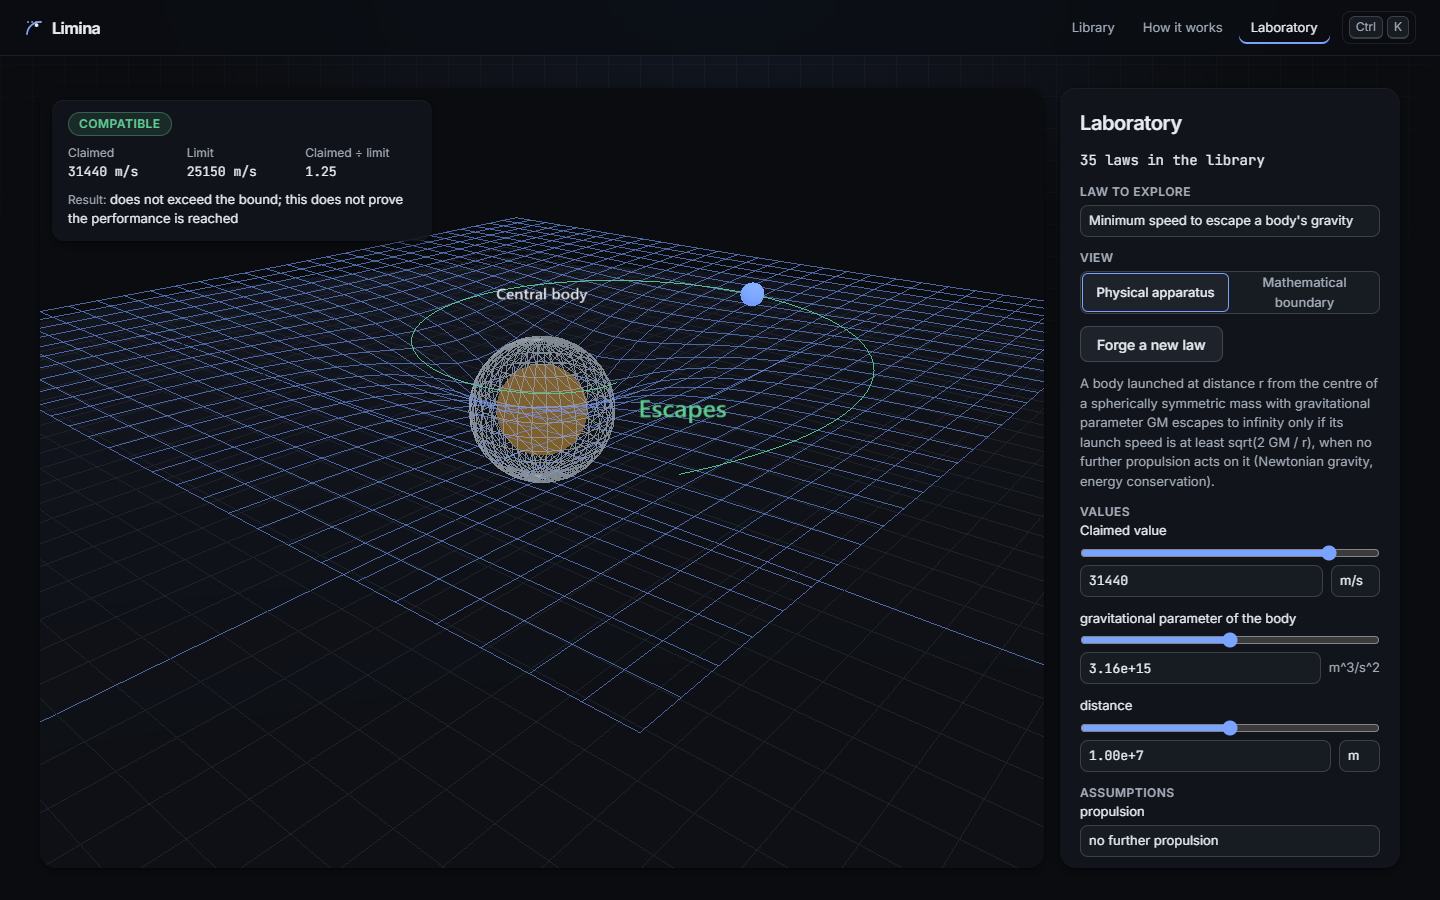 Limina
Library
How it works
Laboratory
Ctrl
K
COMPATIBLE
Claimed
Limit
Claimed ÷ limit
31440 m/s
25150 m/s
1.25
Result: does not exceed the bound; this does not prove
the performance is reached
Central body
Escapes
Laboratory
35 laws in the library
LAW TO EXPLORE
Minimum speed to escape a body's gravity
VIEW
Physical apparatus
Mathematical
boundary
Forge a new law
A body launched at distance r from the centre of
a spherically symmetric mass with gravitational
parameter GM escapes to infinity only if its
launch speed is at least sqrt(2 GM / r), when no
further propulsion acts on it (Newtonian gravity,
energy conservation).
VALUES
Claimed value
31440
m/s
gravitational parameter of the body
3.16e+15
m^3/s^2
distance
1.00e+7
m
ASSUMPTIONS
propulsion
no further propulsion